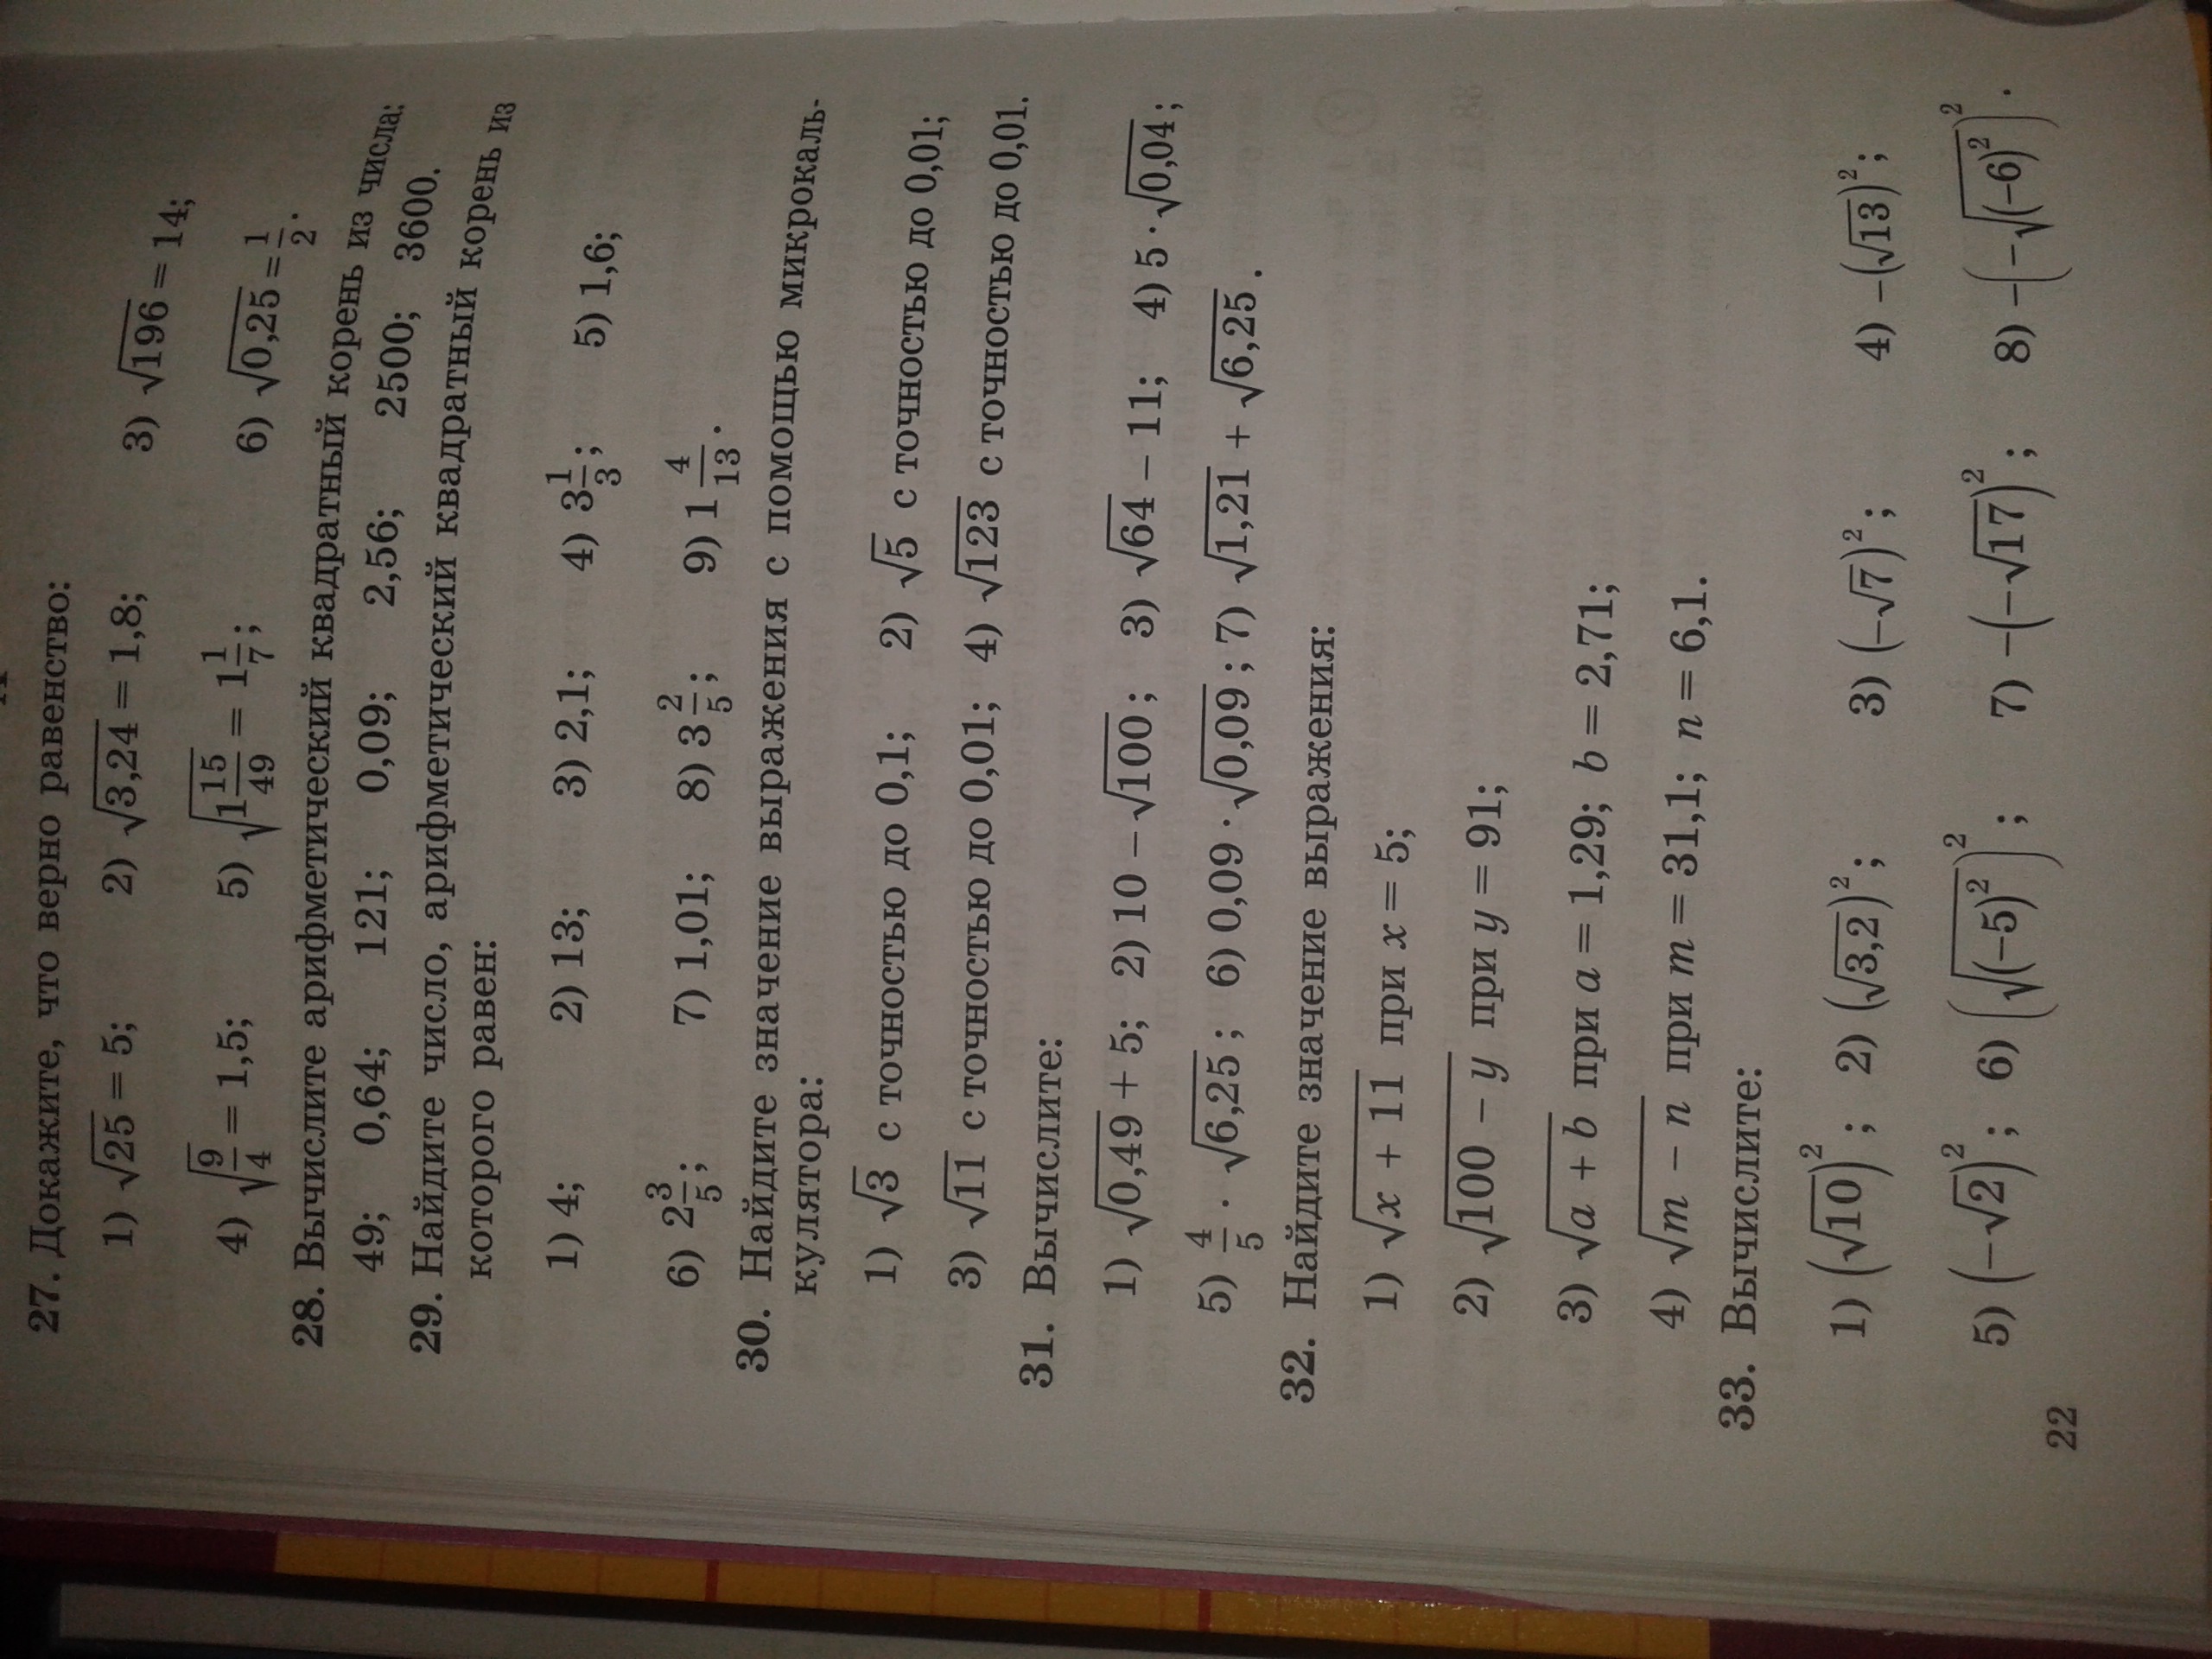 27. Докажите, что верно равенство:
1) √25 = 5; 2) √3,24 = 1,8; 3) √196 = 14;
4) √(9/4) = 1,5; 5) √(1 15/49) = 1 1/7; 6) √0,25 = 1/2.
28. Вычислите арифметический квадратный корень из числа:
49; 0,64; 121; 0,09; 2,56; 2500; 3600.
29. Найдите число, арифметический квадратный корень из
которого равен:
1) 4; 2) 13; 3) 2,1; 4) 3 1/3; 5) 1,6;
6) 2 3/5; 7) 1,01; 8) 3 2/5; 9) 1 4/13.
30. Найдите значение выражения с помощью микрокаль-
кулятора:
1) √3 с точностью до 0,1; 2) √5 с точностью до 0,01;
3) √11 с точностью до 0,01; 4) √123 с точностью до 0,01.
31. Вычислите:
1) √0,49 + 5; 2) 10 − √100; 3) √64 − 11; 4) 5 · √0,04;
5) 4/5 · √6,25; 6) 0,09 · √0,09; 7) √1,21 + √6,25.
32. Найдите значение выражения:
1) √(x + 11) при x = 5;
2) √(100 − y) при y = 91;
3) √(a + b) при a = 1,29; b = 2,71;
4) √(m − n) при m = 31,1; n = 6,1.
33. Вычислите:
1) (√10)²; 2) (√3,2)²; 3) (−√7)²; 4) −(√13)²;
5) (−√2)²; 6) (√(−5)²)²; 7) −(−√17)²; 8) −(−√(−6)²)².
22